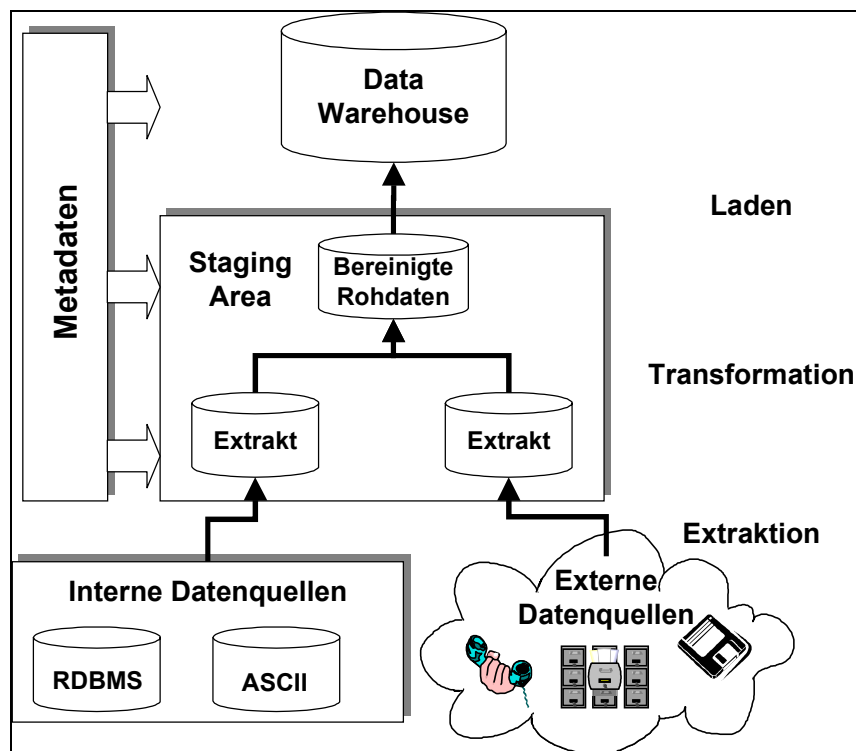 Data
Warehouse
Metadaten
Laden
Staging
Area
Bereinigte
Rohdaten
Transformation
Extrakt
Extrakt
Extraktion
Interne Datenquellen
RDBMS
ASCII
Externe
Datenquellen